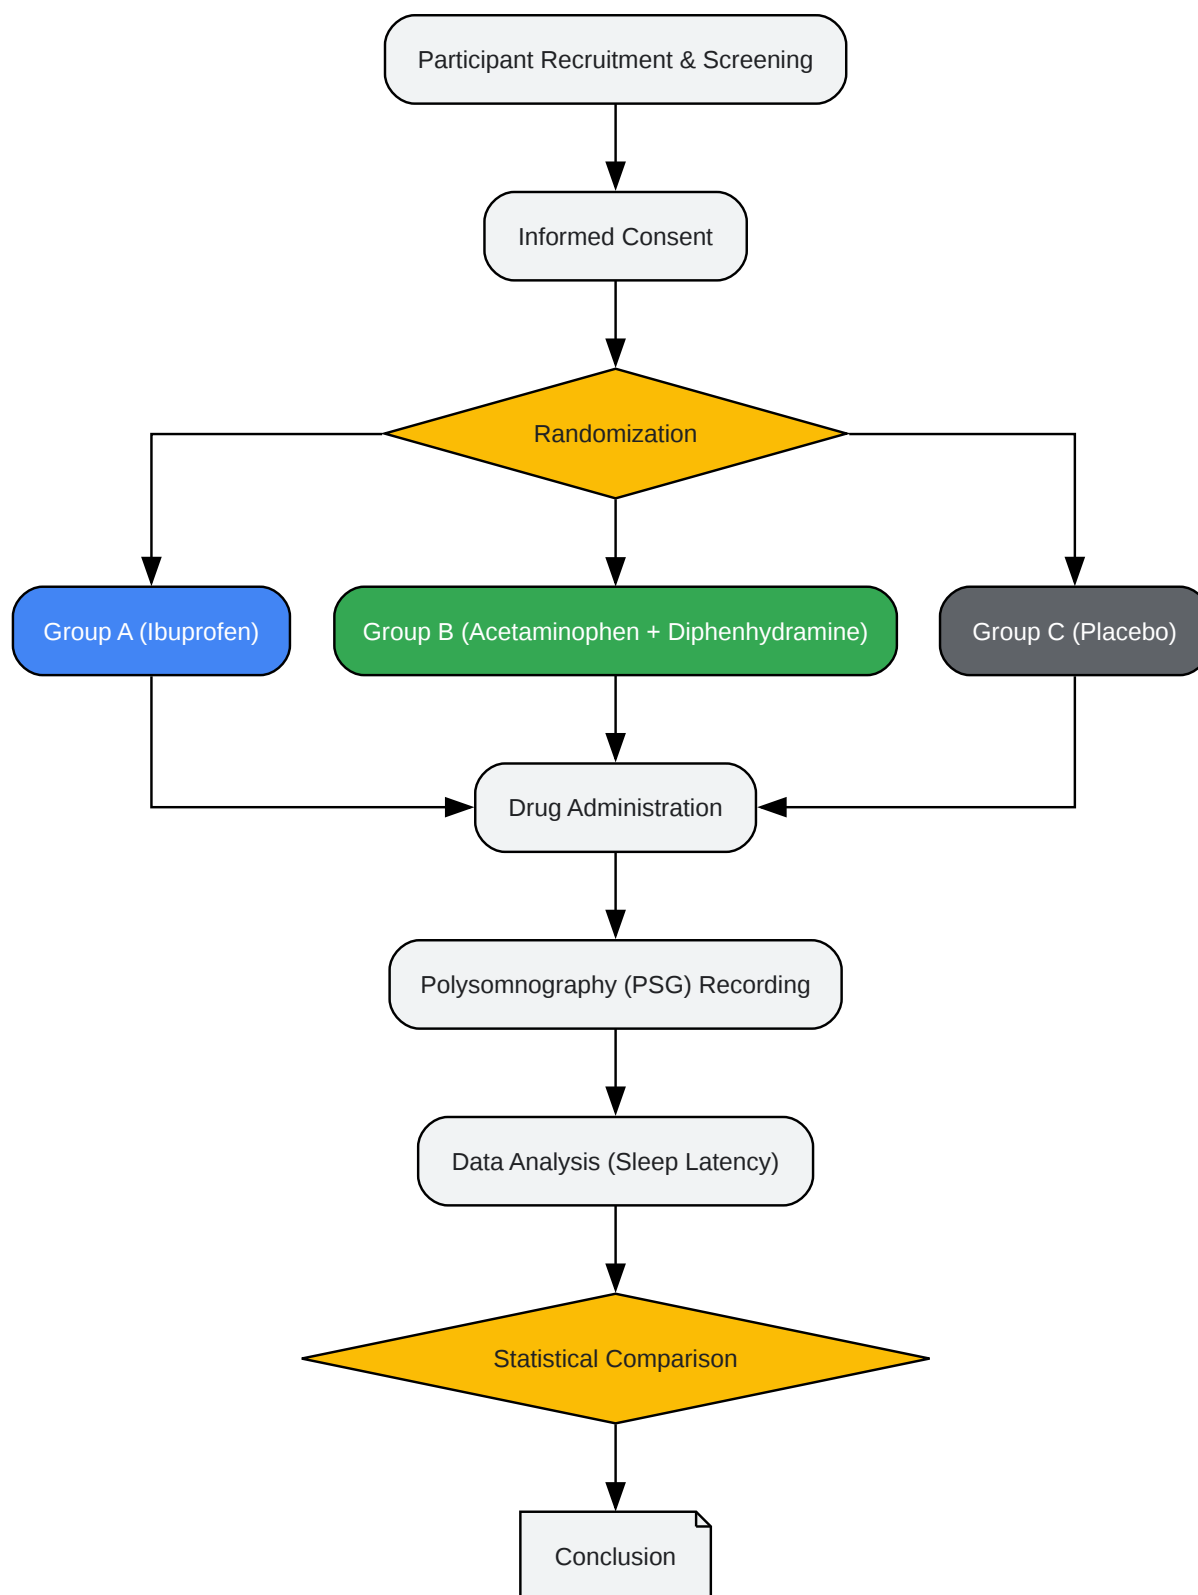 Participant Recruitment & Screening
Informed Consent
Randomization
Group A (Ibuprofen)
Group B (Acetaminophen + Diphenhydramine)
Group C (Placebo)
Drug Administration
Polysomnography (PSG) Recording
Data Analysis (Sleep Latency)
Statistical Comparison
Conclusion